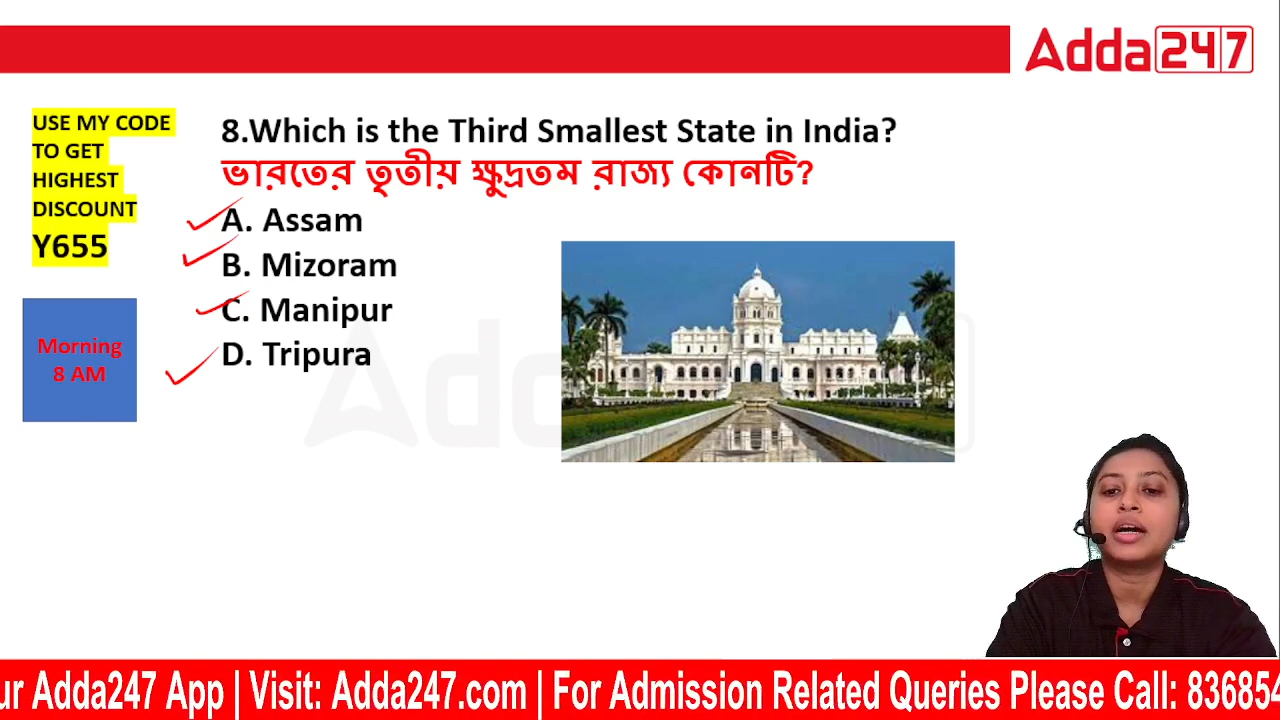 Adda247
USE MY CODE
TO GET
HIGHEST
DISCOUNT
Y655
Morning
8 AM
8.Which is the Third Smallest State in India?
ভারতের তৃতীয় ক্ষুদ্রতম রাজ্য কোনটি?
A. Assam
B. Mizoram
C. Manipur
D. Tripura
Adda
ur Adda247 App | Visit: Adda247.com | For Admission Related Queries Please Call: 836854